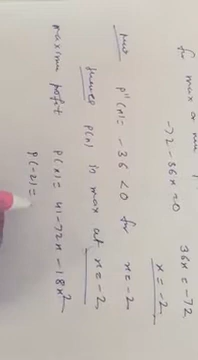 for max or min p
-72-36x=0 36x=-72
x=-2
Now P''(x)=-36<0 for x=-2
Hence P(x) is max at x=-2
maximum profit P(x)=41-72x-18x²
P(-2)=